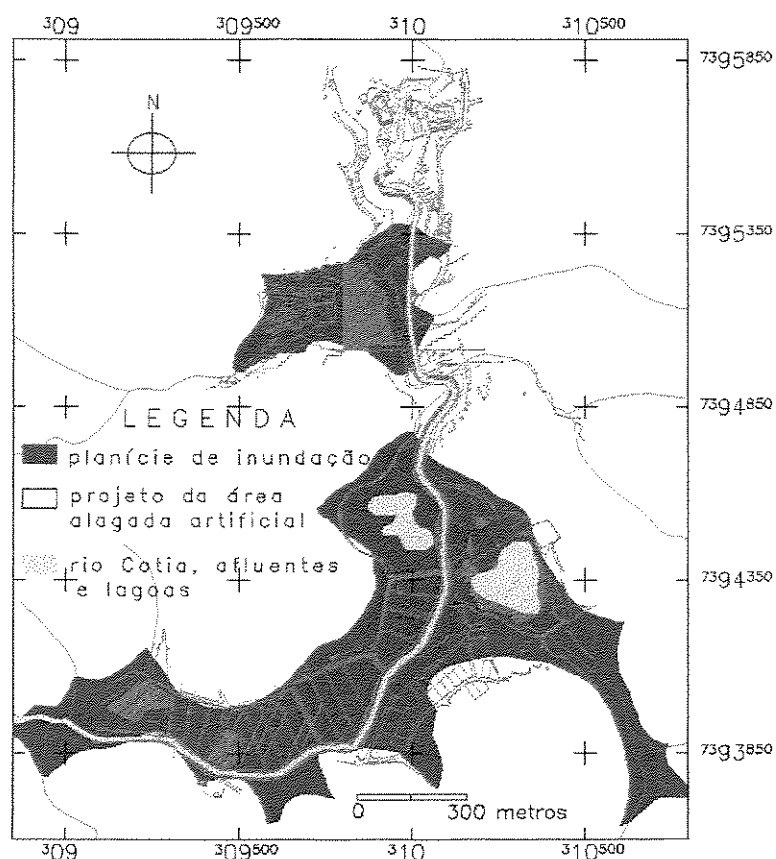 309 309500 310 310500
7395850
N
7395350
7394850
LEGENDA
planície de inundação
projeto da área
alagada artificial
rio Cotia, afluentes
e lagoas
7394350
7393850
0 300 metros
309 309500 310 310500